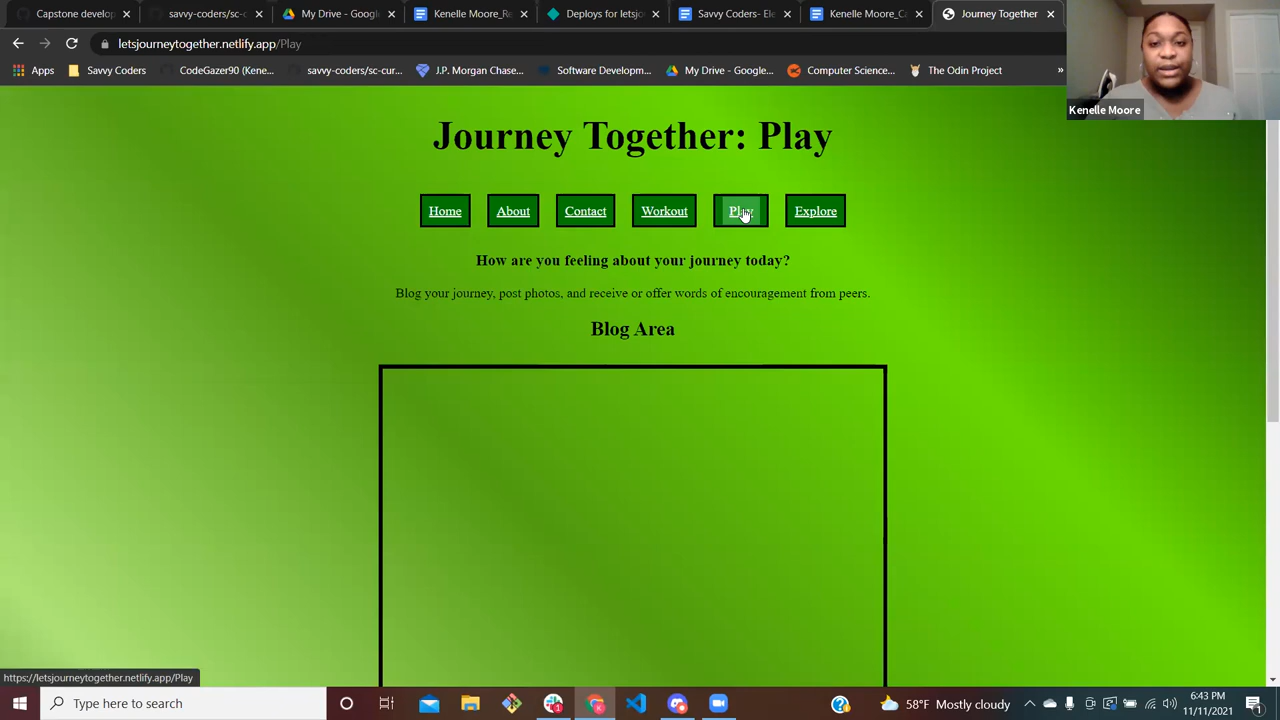 Capstone develop
savvy-coders/sc-c
My Drive - Googl
Kenelle Moore_Re
Deploys for letsjo
Savvy Coders- Ele
Kenelle Moore_Ca
Journey Together
letsjourneytogether.netlify.app/Play
Apps
Savvy Coders
CodeGazer90 (Kene...
savvy-coders/sc-cur...
J.P. Morgan Chase...
Software Developm...
My Drive - Google...
Computer Science...
The Odin Project
»
Kenelle Moore
Journey Together: Play
Home
About
Contact
Workout
Play
Explore
How are you feeling about your journey today?
Blog your journey, post photos, and receive or offer words of encouragement from peers.
Blog Area
https://letsjourneytogether.netlify.app/Play
Type here to search
58°F Mostly cloudy
6:43 PM
11/11/2021